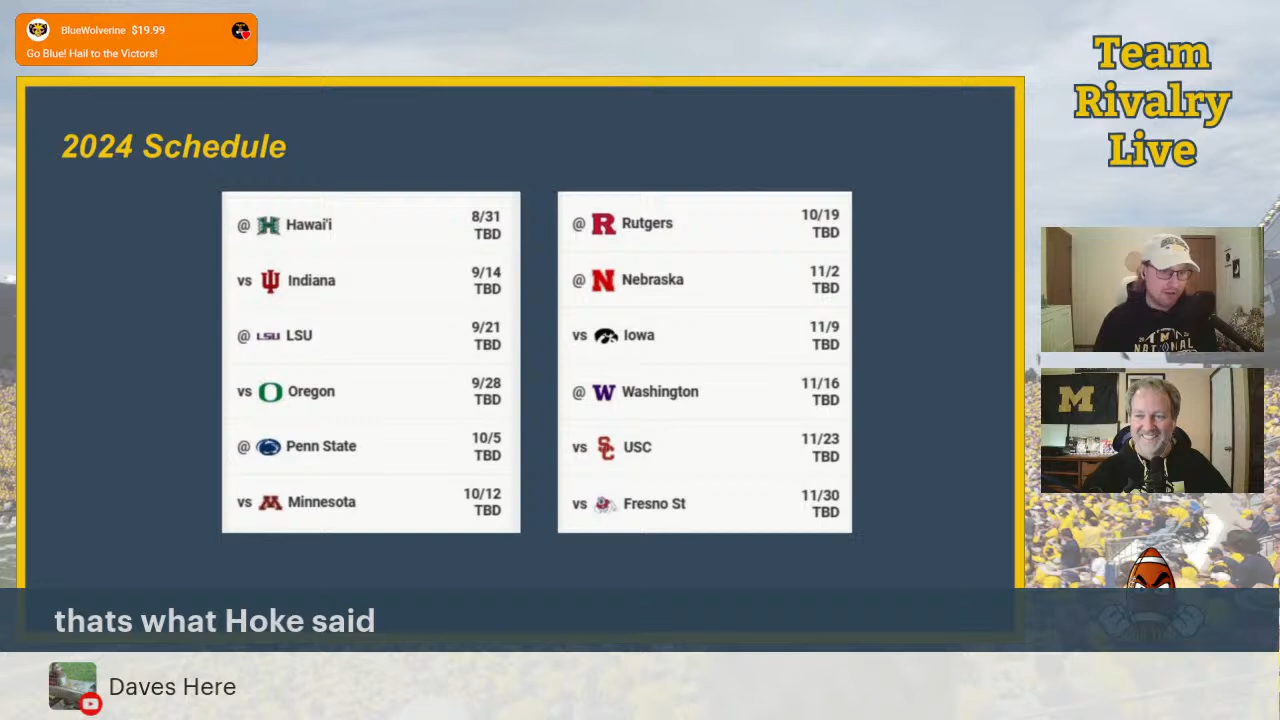 BlueWolverine $19.99
Go Blue! Hail to the Victors!
Team
Rivalry
Live
2024 Schedule
@ Hawai'i 8/31
TBD
vs Indiana 9/14
TBD
@ LSU LSU 9/21
TBD
vs Oregon 9/28
TBD
@ Penn State 10/5
TBD
vs M Minnesota 10/12
TBD
@ R Rutgers 10/19
TBD
@ N Nebraska 11/2
TBD
vs Iowa 11/9
TBD
@ W Washington 11/16
TBD
vs SC USC 11/23
TBD
vs Fresno St 11/30
TBD
NATIONAL
M
thats what Hoke said
Daves Here